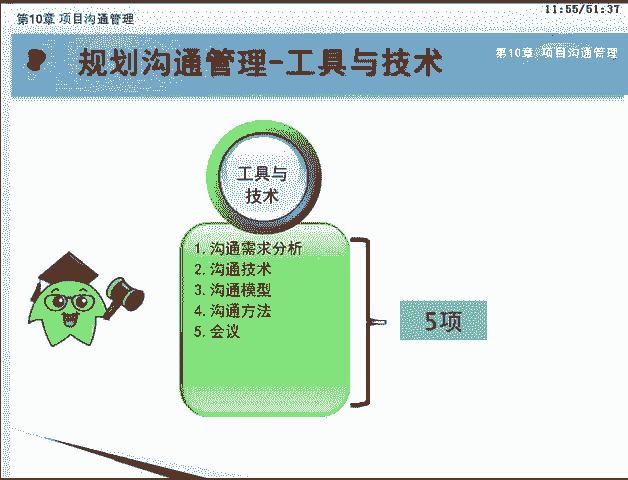 第10章 项目沟通管理
11:55/51:37
规划沟通管理-工具与技术
第10章 项目沟通管理
工具与
技术
1.沟通需求分析
2.沟通技术
3.沟通模型
4.沟通方法
5.会议
5项